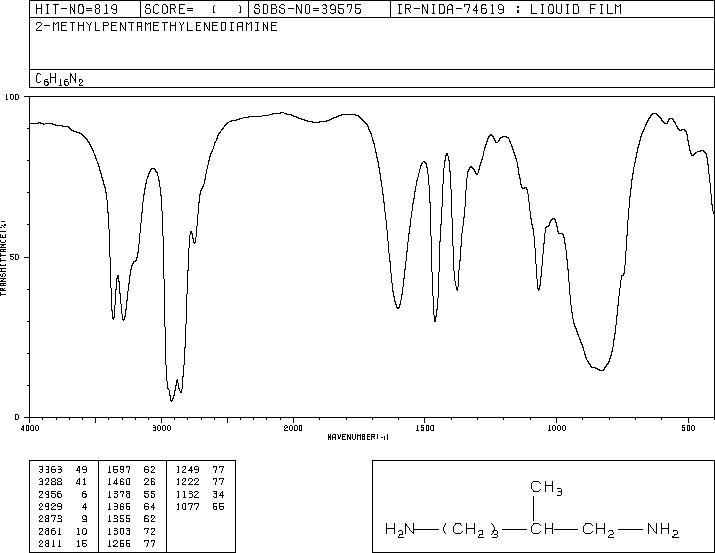 HIT-NO=819 SCORE= ( ) SDBS-NO=39575 IR-NIDA-74619 : LIQUID FILM
2-METHYLPENTAMETHYLENEDIAMINE
C6H16N2
100
50
0
TRANSMITTANCE(%)
4000 3000 2000 1500 1000 500
WAVENUMBER(-1)
3363 49 1597 62 1249 77
3288 41 1460 26 1222 77
2956 6 1378 55 1132 34
2929 4 1366 64 1077 66
2873 9 1355 62
2861 10 1303 72
2811 16 1266 77
CH3
H2N (CH2)3 CH CH2 NH2